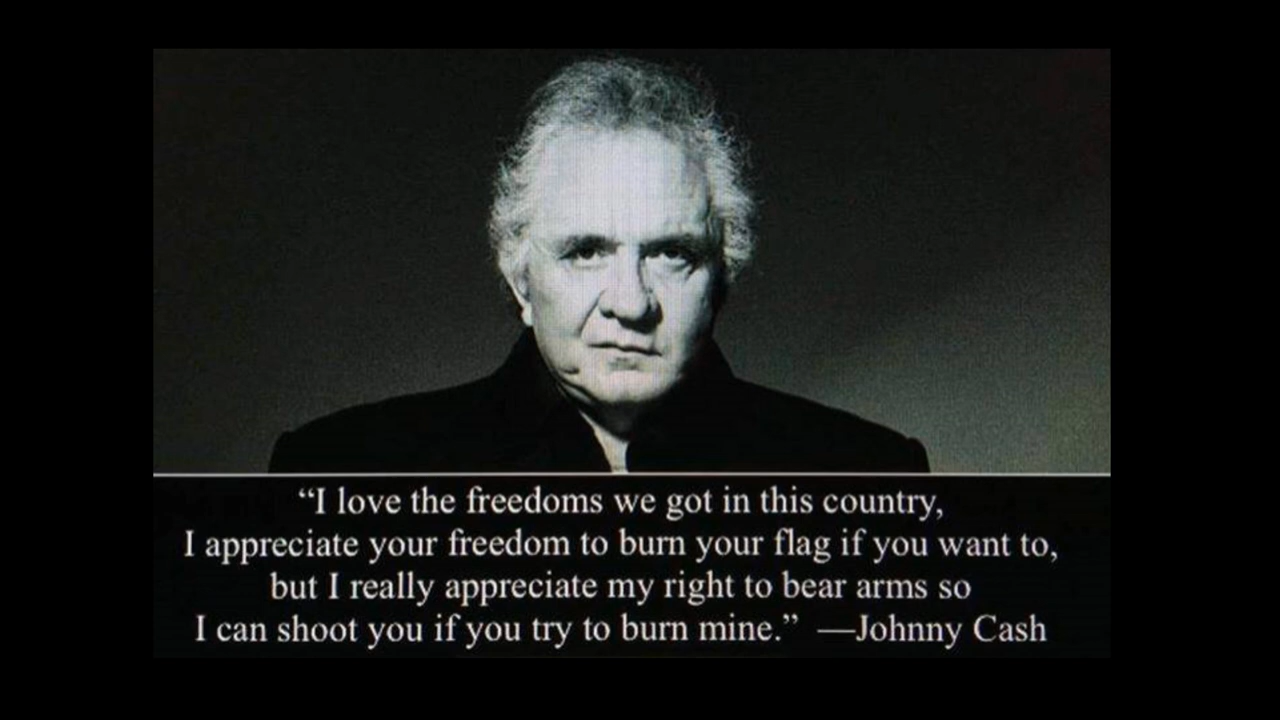 “I love the freedoms we got in this country,
I appreciate your freedom to burn your flag if you want to,
but I really appreciate my right to bear arms so
I can shoot you if you try to burn mine.” —Johnny Cash